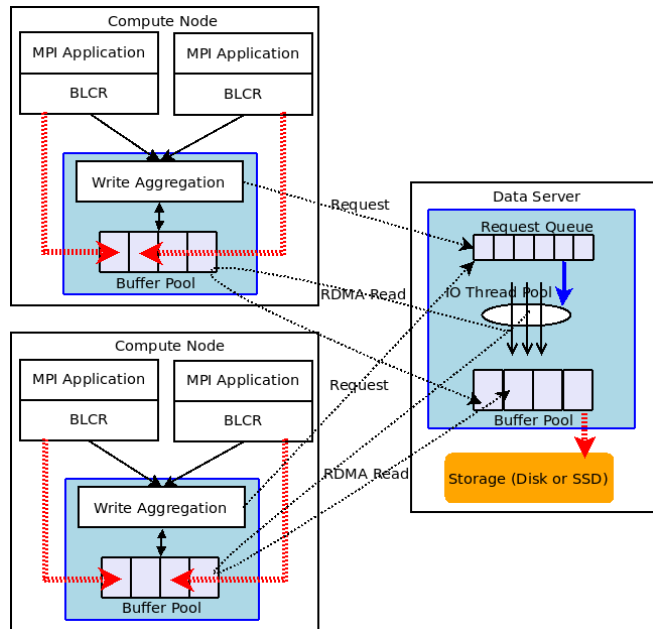 Compute Node
MPI Application
MPI Application
BLCR
BLCR
Write Aggregation
Buffer Pool
Request
RDMA Read
Data Server
Request Queue
IO Thread Pool
Buffer Pool
Storage (Disk or SSD)
Compute Node
MPI Application
MPI Application
BLCR
BLCR
Write Aggregation
Buffer Pool
Request
RDMA Read